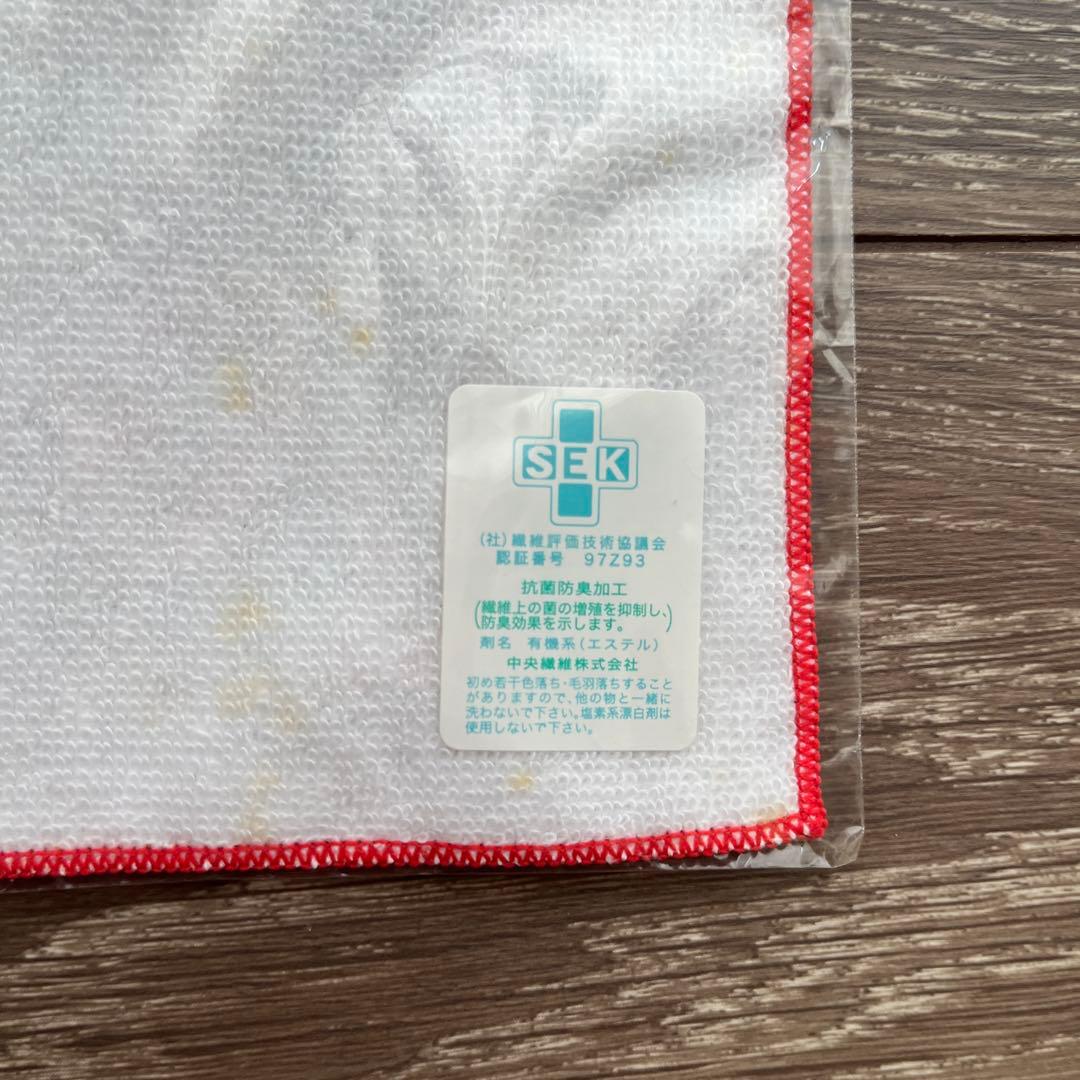 SEK
(社)繊維評価技術協議会
認証番号 97Z93
抗菌防臭加工
(繊維上の菌の増殖を抑制し、
防臭効果を示します。)
剤名 有機系(エステル)
中央繊維株式会社
初め若干色落ち・毛羽落ちすること
がありますので、他の物と一緒に
洗わないで下さい。塩素系漂白剤は
使用しないで下さい。